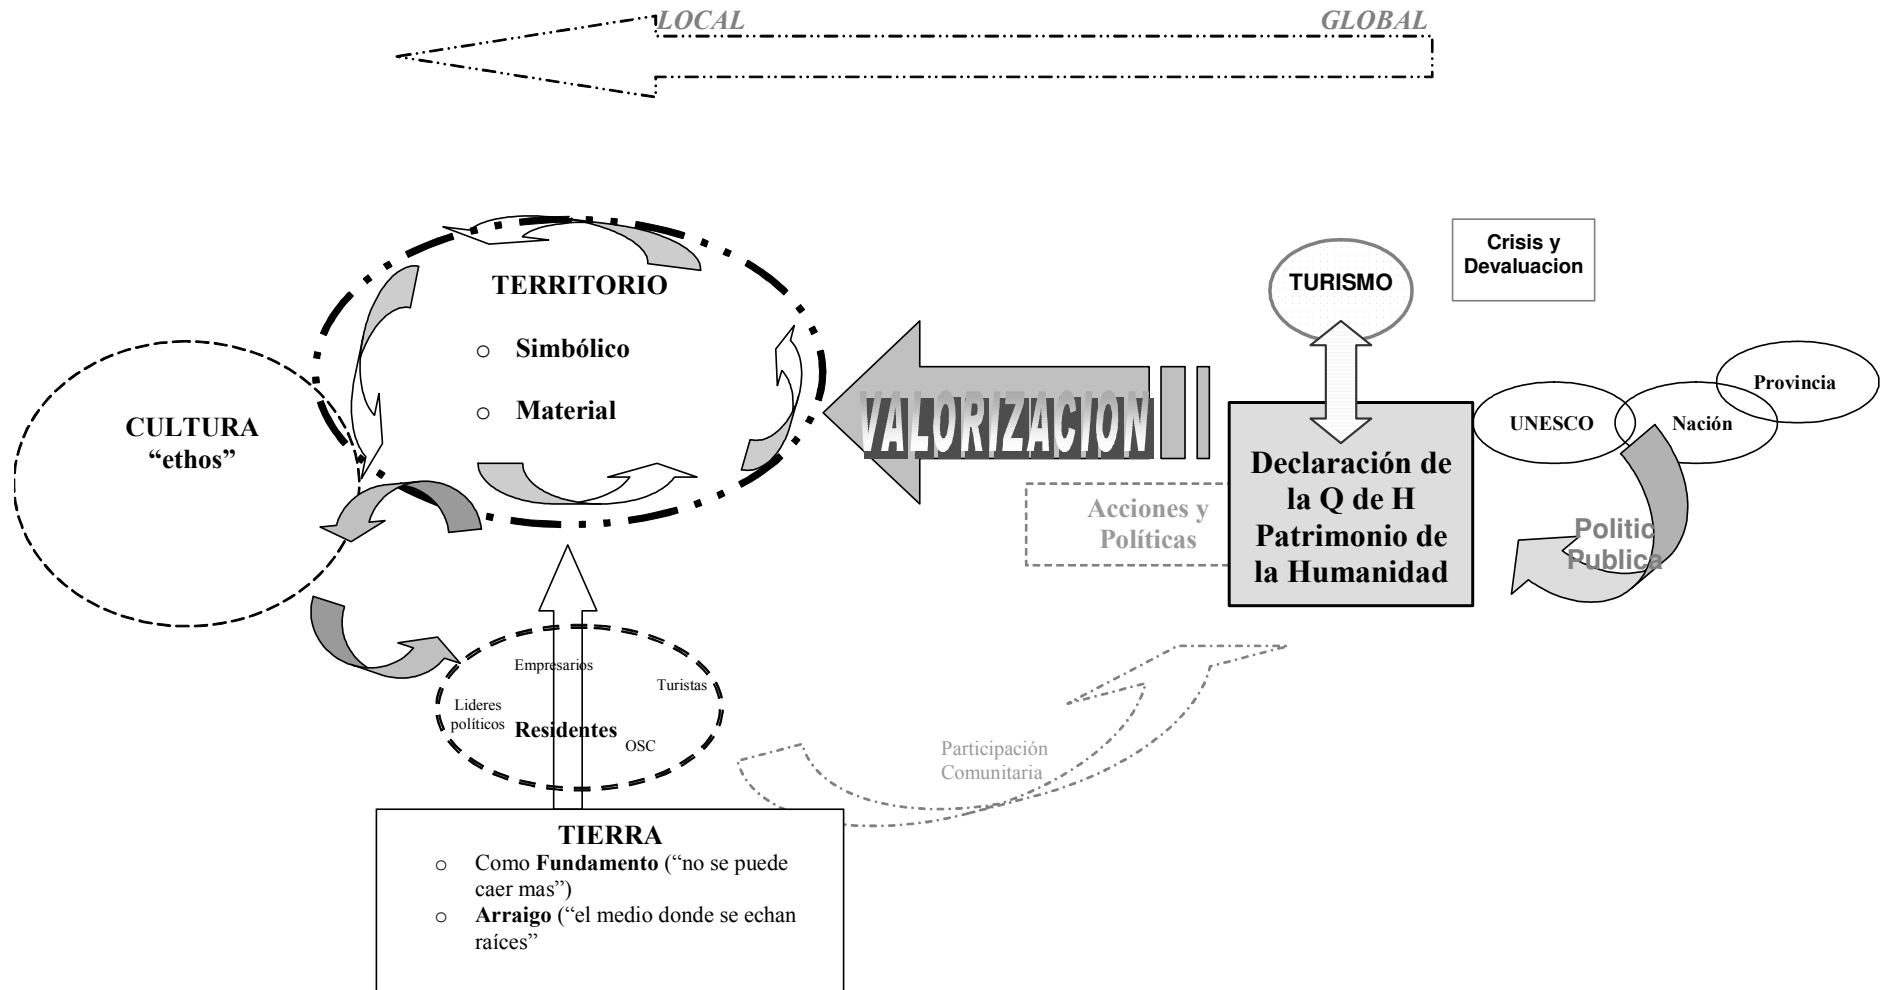 LOCAL
GLOBAL
TERRITORIO
o Simbólico
o Material
CULTURA
“ethos”
VALORIZACION
TURISMO
Crisis y
Devaluacion
UNESCO
Nación
Provincia
Declaración de
la Q de H
Patrimonio de
la Humanidad
Acciones y
Políticas
Politic
Publica
Empresarios
Turistas
Lideres
políticos
Residentes
OSC
Participación
Comunitaria
TIERRA
o Como Fundamento (“no se puede
caer mas”)
o Arraigo (“el medio donde se echan
raíces”